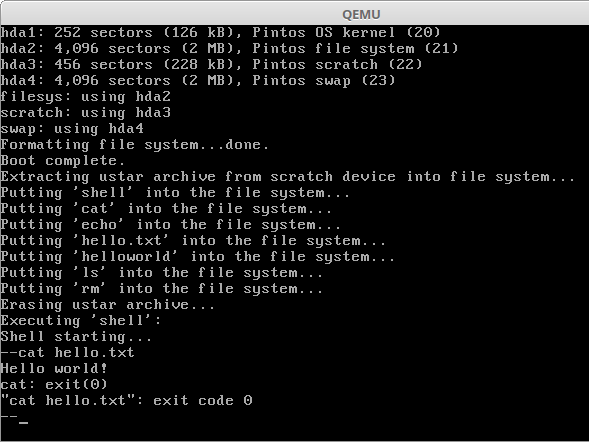 QEMU
hda1: 252 sectors (126 kB), Pintos OS kernel (20)
hda2: 4,096 sectors (2 MB), Pintos file system (21)
hda3: 456 sectors (228 kB), Pintos scratch (22)
hda4: 4,096 sectors (2 MB), Pintos swap (23)
filesys: using hda2
scratch: using hda3
swap: using hda4
Formatting file system...done.
Boot complete.
Extracting ustar archive from scratch device into file system...
Putting 'shell' into the file system...
Putting 'cat' into the file system...
Putting 'echo' into the file system...
Putting 'hello.txt' into the file system...
Putting 'helloworld' into the file system...
Putting 'ls' into the file system...
Putting 'rm' into the file system...
Erasing ustar archive...
Executing 'shell':
Shell starting...
--cat hello.txt
Hello world!
cat: exit(0)
"cat hello.txt": exit code 0
--_